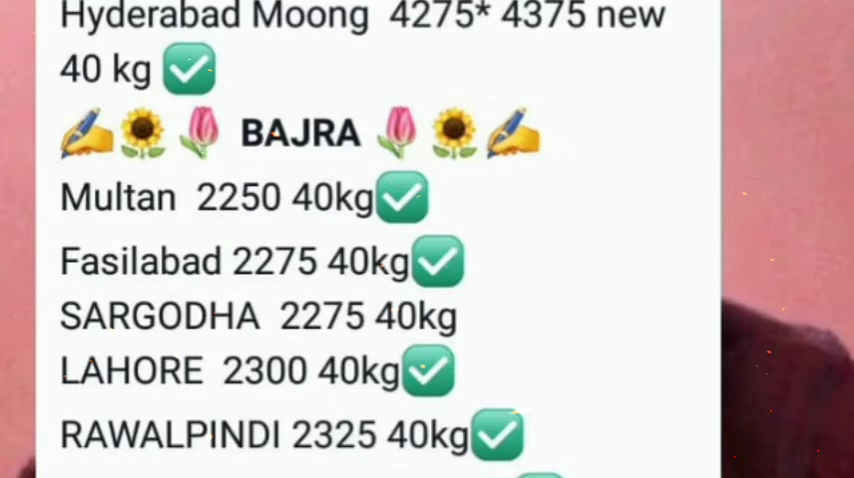 Hyderabad Moong 4275* 4375 new
40 kg ✅
✍️🌻🌷 BAJRA 🌷🌻✍️
Multan 2250 40kg✅
Fasilabad 2275 40kg✅
SARGODHA 2275 40kg
LAHORE 2300 40kg✅
RAWALPINDI 2325 40kg✅